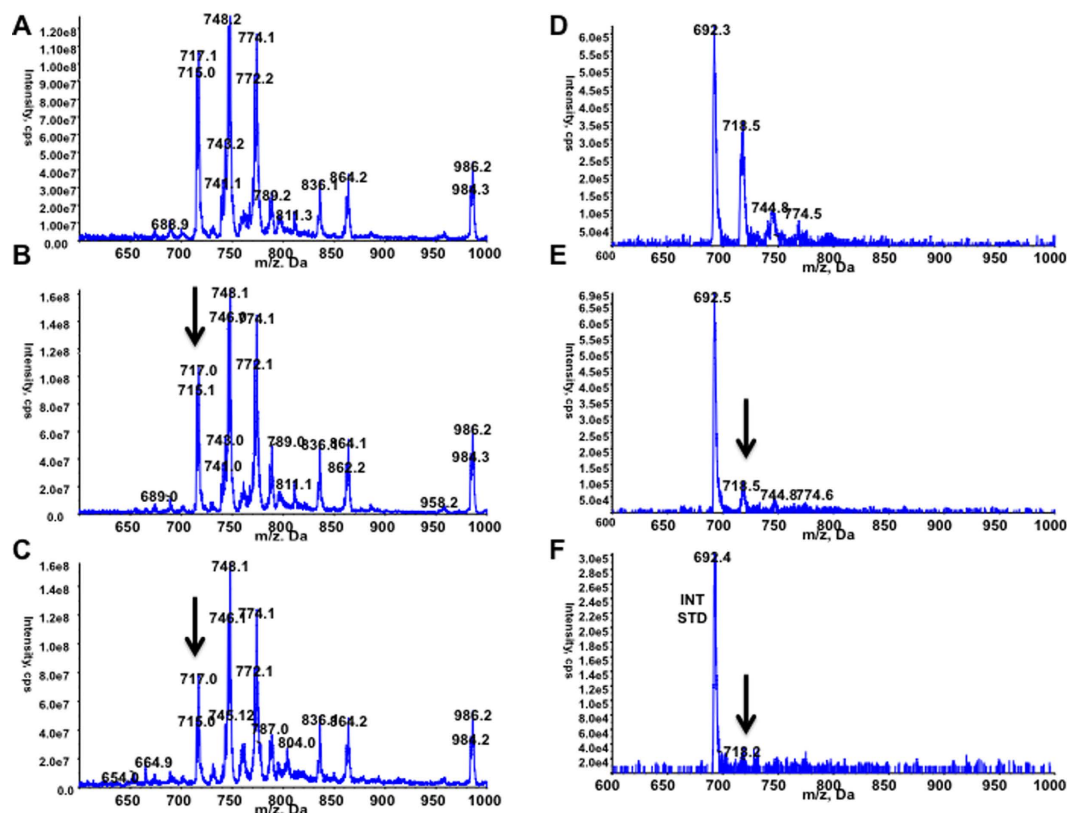 A
Intensity, cps
1.20e8
1.00e8
9.00e7
8.00e7
7.00e7
6.00e7
5.00e7
4.00e7
3.00e7
2.00e7
1.00e7
0.00
748.2
774.1
717.1
715.0
772.2
743.2
741.1
789.2
811.3
836.1
864.2
986.2
984.3
688.9
650 700 750 800 850 900 950 1000
m/z, Da
B
Intensity, cps
1.6e8
1.4e8
1.2e8
1.0e8
8.0e7
6.0e7
4.0e7
2.0e7
0.0
748.1
774.1
717.0
715.1
772.1
743.0
741.0
789.0
836.1
864.1
862.2
811.1
986.2
984.3
689.0
958.2
650 700 750 800 850 900 950 1000
m/z, Da
C
Intensity, cps
1.6e8
1.4e8
1.2e8
1.0e8
8.0e7
6.0e7
4.0e7
2.0e7
0.0
748.1
746.1
774.1
717.0
772.1
787.0
804.0
864.2
986.2
984.2
664.9
650 700 750 800 850 900 950 1000
m/z, Da
D
Intensity, cps
6.0e5
5.5e5
5.0e5
4.5e5
4.0e5
3.5e5
3.0e5
2.5e5
2.0e5
1.5e5
1.0e5
5.0e4
692.3
718.5
744.8
774.5
600 650 700 750 800 850 900 950 1000
m/z, Da
E
Intensity, cps
6.9e5
6.5e5
6.0e5
5.5e5
5.0e5
4.5e5
4.0e5
3.5e5
3.0e5
2.5e5
2.0e5
1.5e5
1.0e5
5.0e4
692.5
718.5
744.8
774.6
600 650 700 750 800 850 900 950 1000
m/z, Da
F
Intensity, cps
3.0e5
2.8e5
2.6e5
2.4e5
2.2e5
2.0e5
1.8e5
1.6e5
1.4e5
1.2e5
1.0e5
8.0e4
6.0e4
4.0e4
2.0e4
692.4
INT
STD
718.2
600 650 700 750 800 850 900 950 1000
m/z, Da